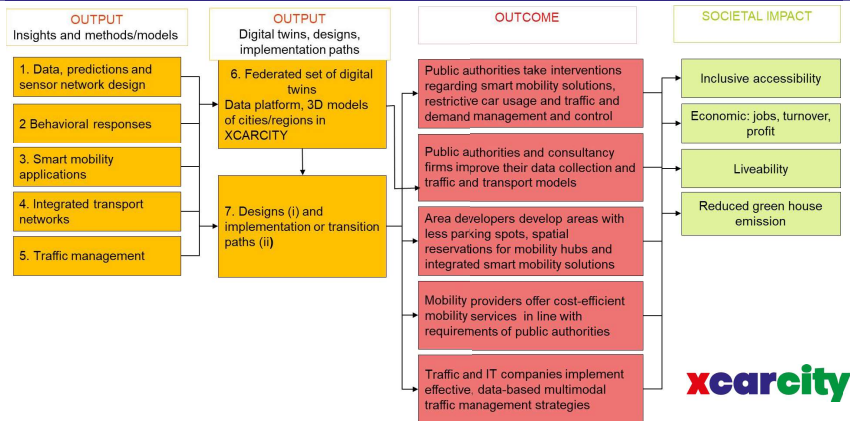 OUTPUT
Insights and methods/models
1. Data, predictions and
sensor network design
2 Behavioral responses
3. Smart mobility
applications
4. Integrated transport
networks
5. Traffic management
OUTPUT
Digital twins, designs,
implementation paths
6. Federated set of digital
twins
Data platform, 3D models
of cities/regions in
XCARCITY
7. Designs (i) and
implementation or transition
paths (ii)
OUTCOME
Public authorities take interventions
regarding smart mobility solutions,
restrictive car usage and traffic and
demand management and control
Public authorities and consultancy
firms improve their data collection and
traffic and transport models
Area developers develop areas with
less parking spots, spatial
reservations for mobility hubs and
integrated smart mobility solutions
Mobility providers offer cost-efficient
mobility services in line with
requirements of public authorities
Traffic and IT companies implement
effective, data-based multimodal
traffic management strategies
SOCIETAL IMPACT
Inclusive accessibility
Economic: jobs, turnover,
profit
Liveability
Reduced green house
emission
xcarcity